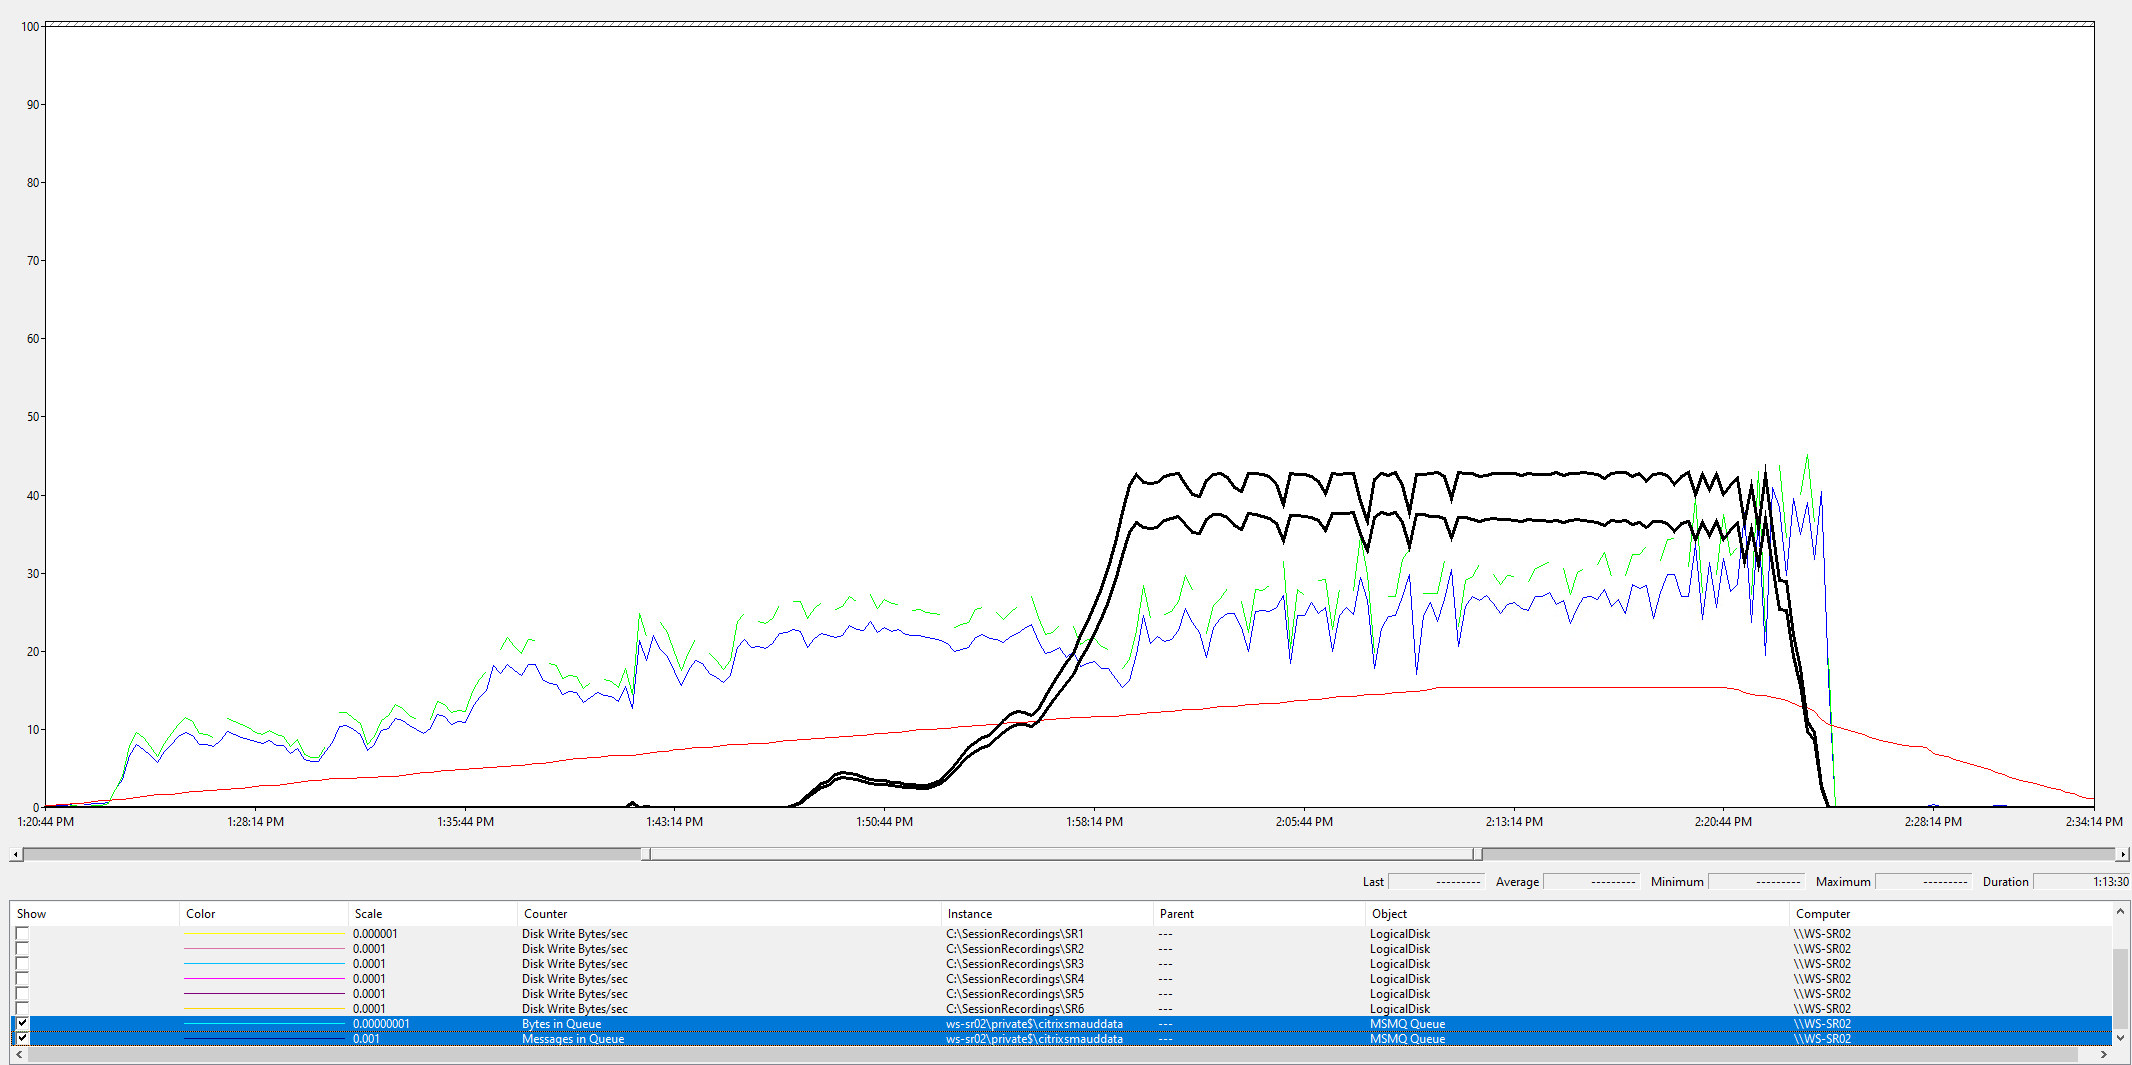 100
90
80
70
60
50
40
30
20
10
0
1:20:44 PM 1:28:14 PM 1:35:44 PM 1:43:14 PM 1:50:44 PM 1:58:14 PM 2:05:44 PM 2:13:14 PM 2:20:44 PM 2:28:14 PM 2:34:14 PM
Last --------- Average --------- Minimum --------- Maximum --------- Duration 1:13:30
Show Color Scale Counter Instance Parent Object Computer
0.000001 Disk Write Bytes/sec C:\SessionRecordings\SR1 --- LogicalDisk \\WS-SR02
0.0001 Disk Write Bytes/sec C:\SessionRecordings\SR2 --- LogicalDisk \\WS-SR02
0.0001 Disk Write Bytes/sec C:\SessionRecordings\SR3 --- LogicalDisk \\WS-SR02
0.0001 Disk Write Bytes/sec C:\SessionRecordings\SR4 --- LogicalDisk \\WS-SR02
0.0001 Disk Write Bytes/sec C:\SessionRecordings\SR5 --- LogicalDisk \\WS-SR02
0.0001 Disk Write Bytes/sec C:\SessionRecordings\SR6 --- LogicalDisk \\WS-SR02
0.00000001 Bytes in Queue ws-sr02\private$\citrixsmauddata --- MSMQ Queue \\WS-SR02
0.001 Messages in Queue ws-sr02\private$\citrixsmauddata --- MSMQ Queue \\WS-SR02